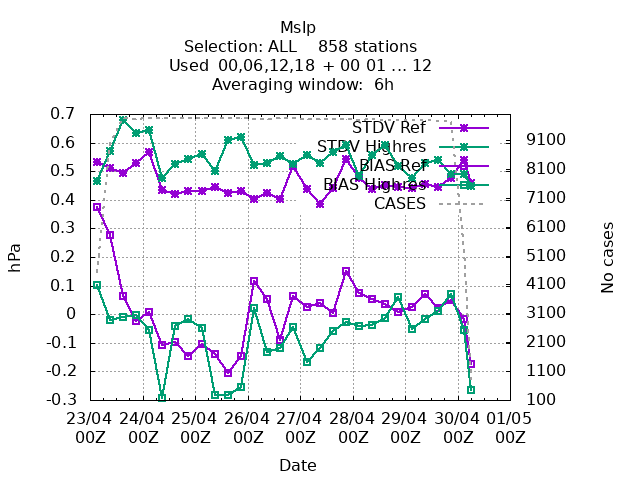 Mslp
Selection: ALL    858 stations
Used  00,06,12,18 + 00 01 ... 12
Averaging window:  6h
0.7
0.6
0.5
0.4
0.3
0.2
0.1
0
-0.1
-0.2
-0.3
hPa
STDV Ref
STDV Highres
BIAS Ref
BIAS Highres
CASES
9100
8100
7100
6100
5100
4100
3100
2100
1100
100
No cases
23/04 24/04 25/04 26/04 27/04 28/04 29/04 30/04 01/05
00Z 00Z 00Z 00Z 00Z 00Z 00Z 00Z 00Z
Date